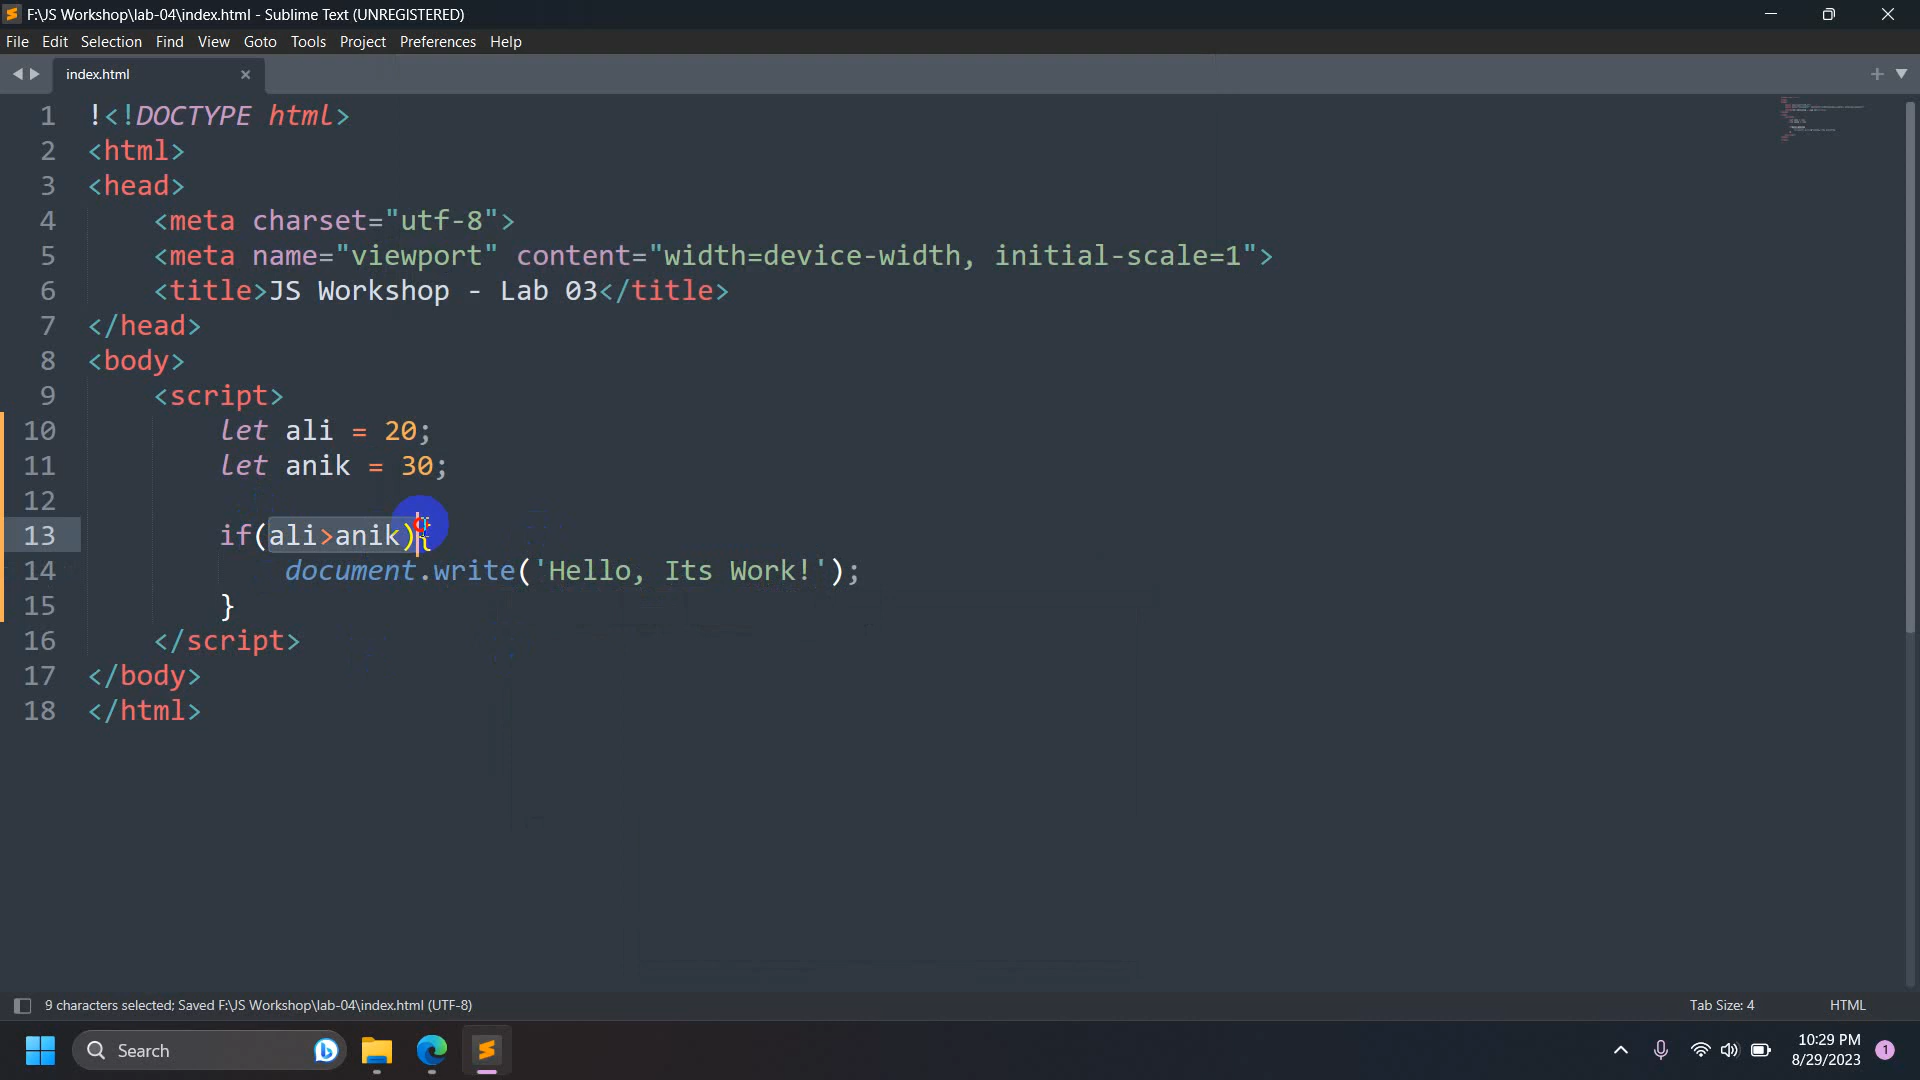 F:\JS Workshop\lab-04\index.html - Sublime Text (UNREGISTERED)
File Edit Selection Find View Goto Tools Project Preferences Help
index.html
1 !<!DOCTYPE html>
2 <html>
3 <head>
4 <meta charset="utf-8">
5 <meta name="viewport" content="width=device-width, initial-scale=1">
6 <title>JS Workshop - Lab 03</title>
7 </head>
8 <body>
9 <script>
10 let ali = 20;
11 let anik = 30;
12
13 if(ali>anik){
14 document.write('Hello, Its Work!');
15 }
16 </script>
17 </body>
18 </html>
9 characters selected; Saved F:\JS Workshop\lab-04\index.html (UTF-8) Tab Size: 4 HTML
Search 10:29 PM 1
8/29/2023